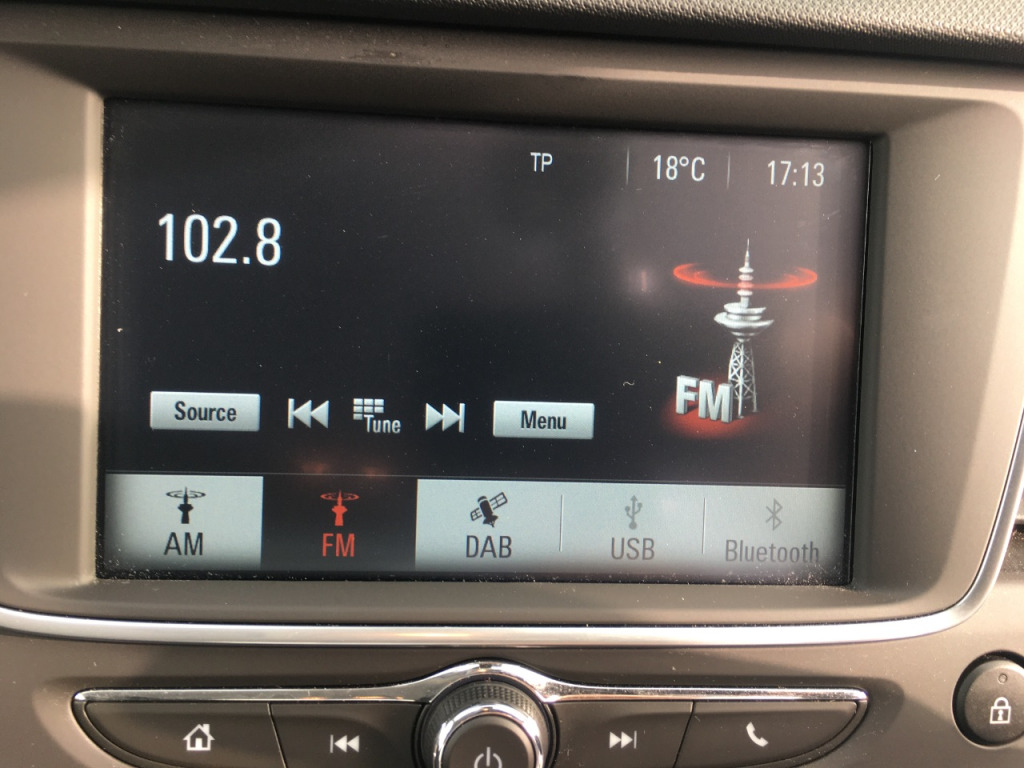 TP 18°C 17:13
102.8
FM
Source Tune Menu
AM FM DAB USB Bluetooth